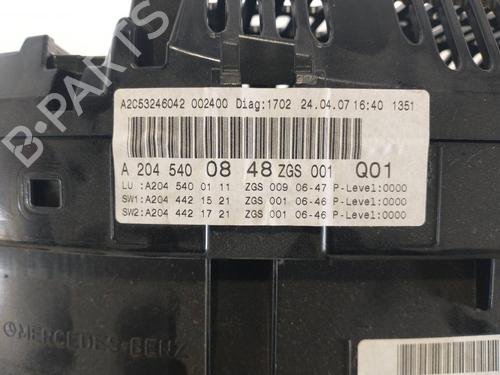 B-PARTS
A2C53246042 002400 Diag:1702 24.04.07 16:40 1351
A 204 540 08 48 ZGS 001 Q01
LU :A204 540 01 11 ZGS 009 06-47 P-Level:0000
SW1:A204 442 15 21 ZGS 001 06-46 P-Level:0000
SW2:A204 442 17 21 ZGS 001 06-46 P-Level:0000
MERCEDES-BENZ